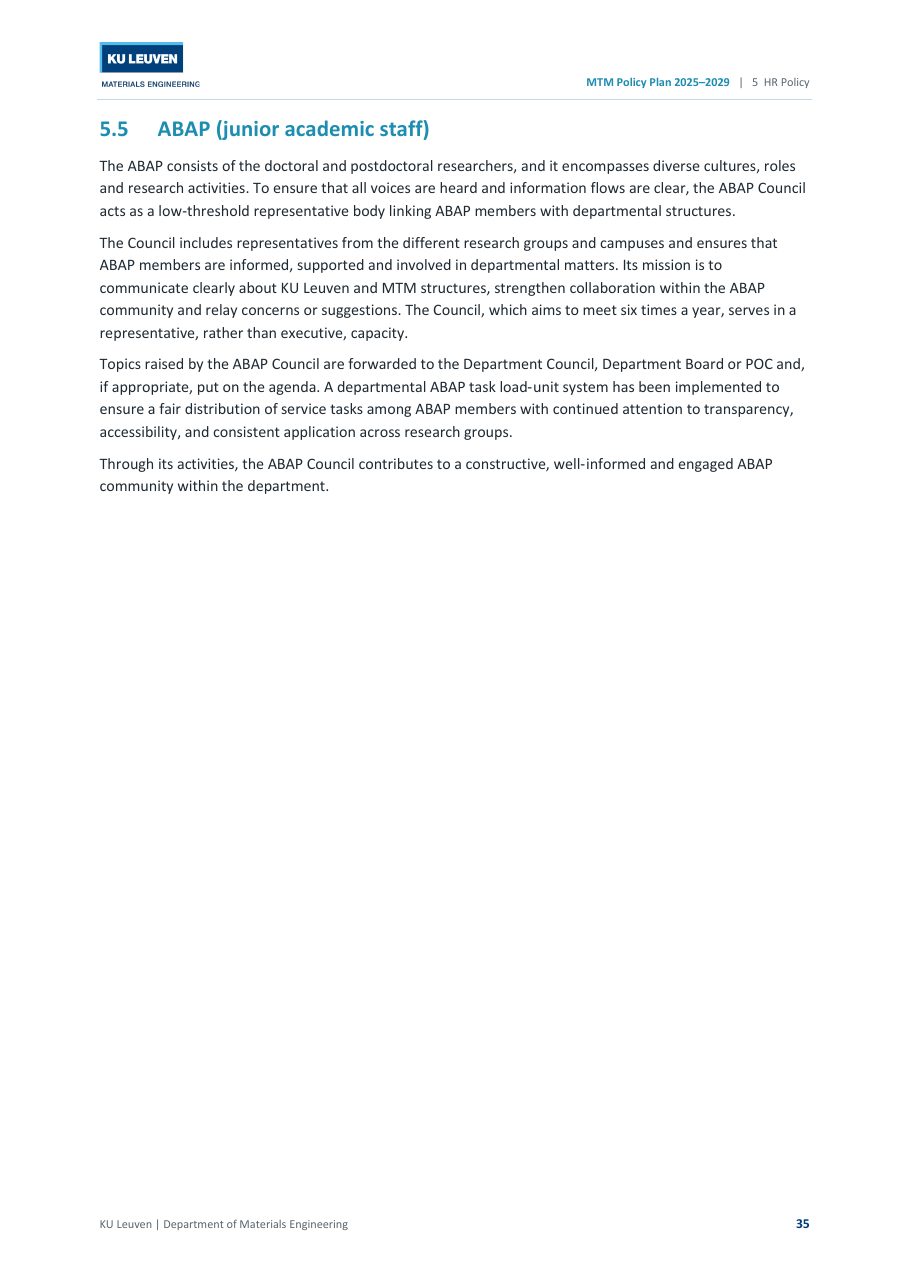 KU LEUVEN
MATERIALS ENGINEERING
MTM Policy Plan 2025–2029 | 5 HR Policy
5.5 ABAP (junior academic staff)
The ABAP consists of the doctoral and postdoctoral researchers, and it encompasses diverse cultures, roles
and research activities. To ensure that all voices are heard and information flows are clear, the ABAP Council
acts as a low-threshold representative body linking ABAP members with departmental structures.
The Council includes representatives from the different research groups and campuses and ensures that
ABAP members are informed, supported and involved in departmental matters. Its mission is to
communicate clearly about KU Leuven and MTM structures, strengthen collaboration within the ABAP
community and relay concerns or suggestions. The Council, which aims to meet six times a year, serves in a
representative, rather than executive, capacity.
Topics raised by the ABAP Council are forwarded to the Department Council, Department Board or POC and,
if appropriate, put on the agenda. A departmental ABAP task load-unit system has been implemented to
ensure a fair distribution of service tasks among ABAP members with continued attention to transparency,
accessibility, and consistent application across research groups.
Through its activities, the ABAP Council contributes to a constructive, well-informed and engaged ABAP
community within the department.
KU Leuven | Department of Materials Engineering
35